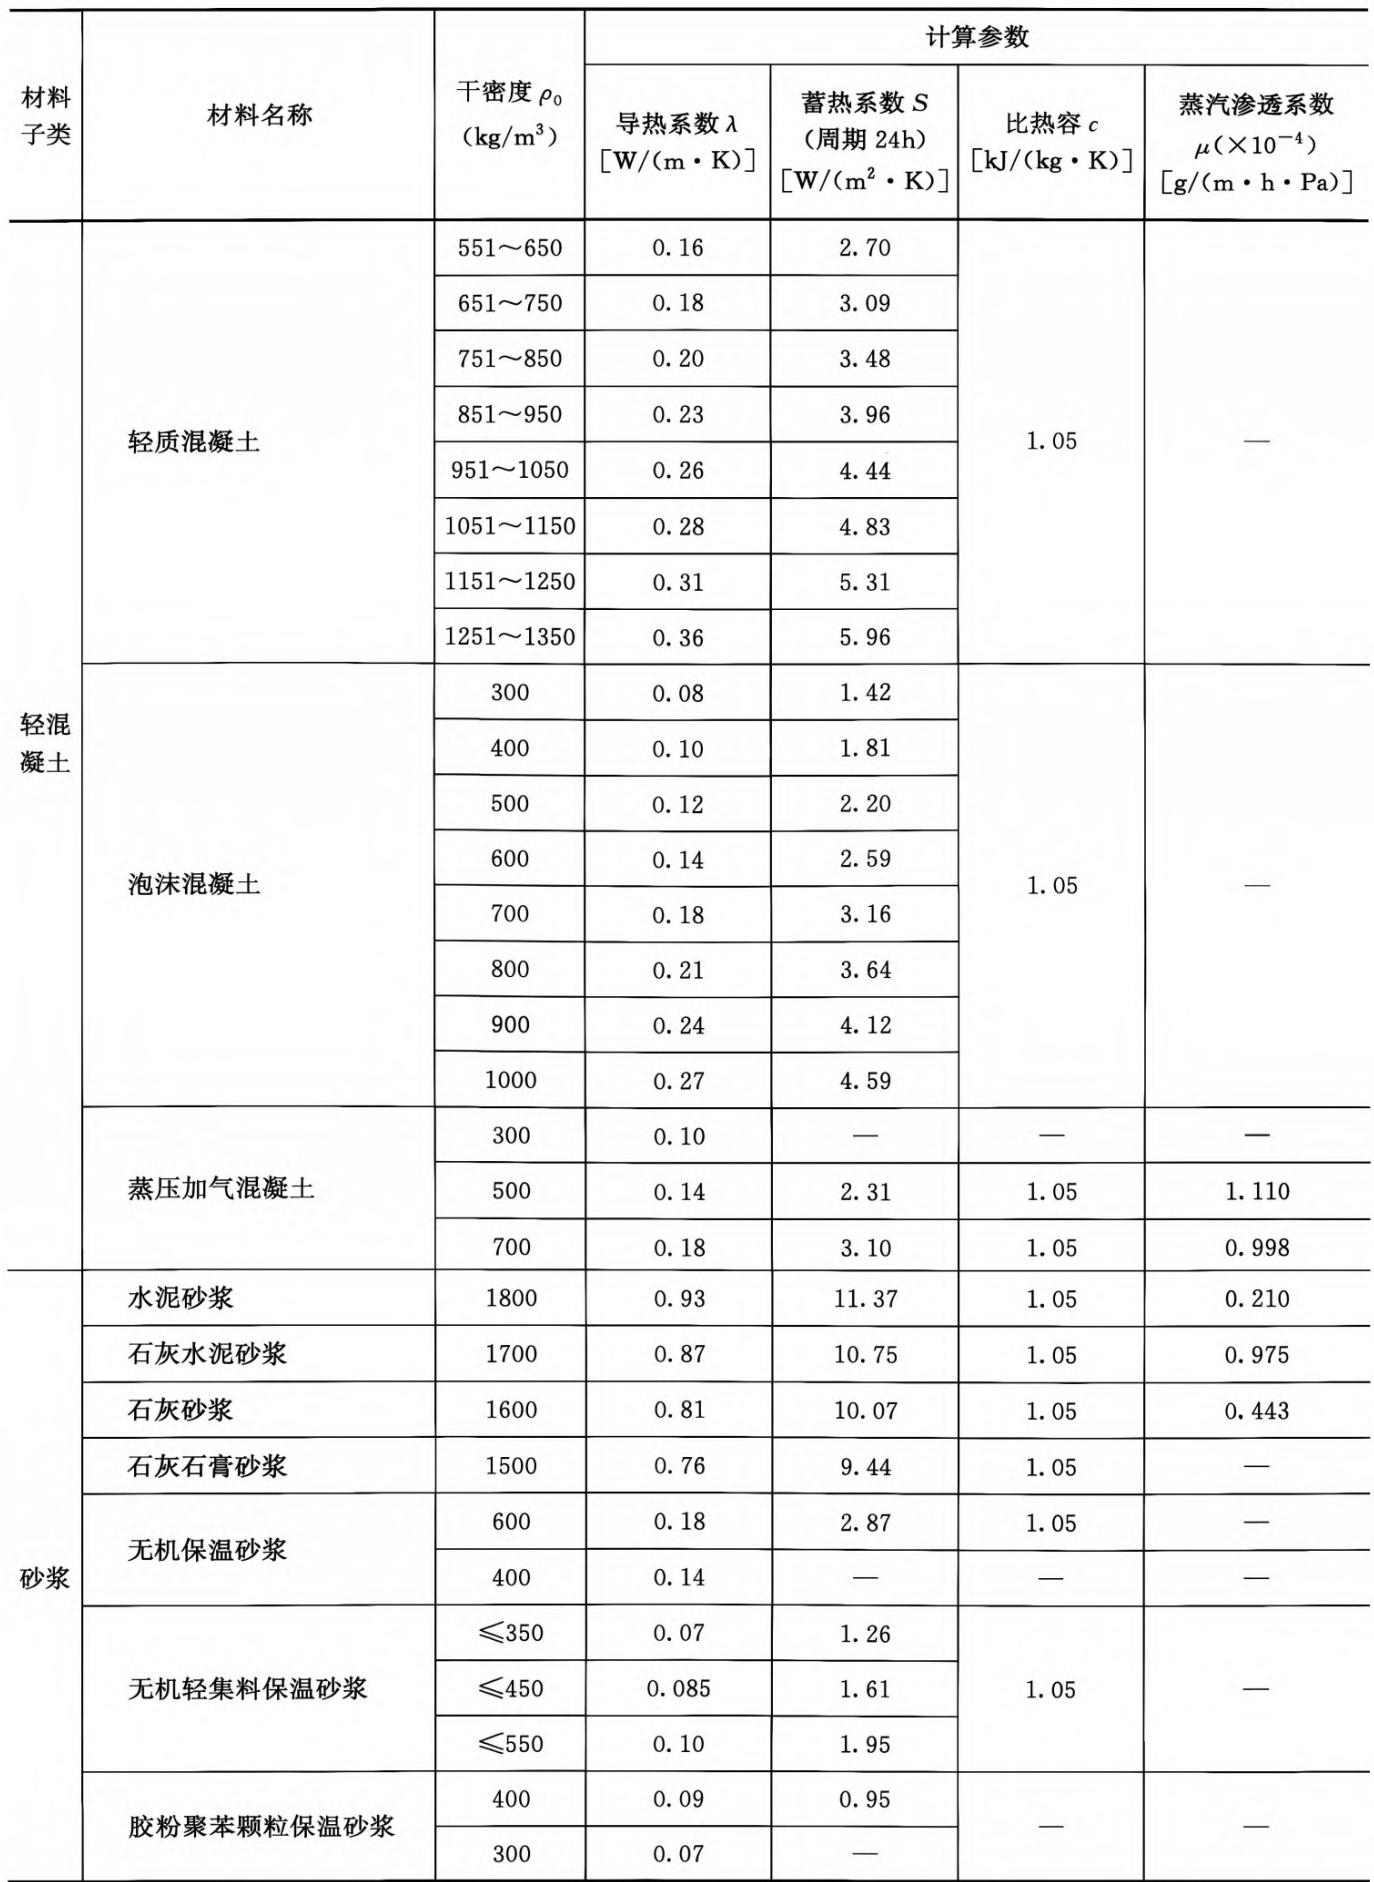 材料子类 材料名称 干密度 ρ₀ (kg/m³) 计算参数
导热系数 λ [W/(m·K)] 蓄热系数 S (周期 24h) [W/(m²·K)] 比热容 c [kJ/(kg·K)] 蒸汽渗透系数 μ(×10⁻⁴) [g/(m·h·Pa)]
轻混凝土
轻质混凝土 1.05 —
551～650 0.16 2.70
651～750 0.18 3.09
751～850 0.20 3.48
851～950 0.23 3.96
951～1050 0.26 4.44
1051～1150 0.28 4.83
1151～1250 0.31 5.31
1251～1350 0.36 5.96
泡沫混凝土 1.05 —
300 0.08 1.42
400 0.10 1.81
500 0.12 2.20
600 0.14 2.59
700 0.18 3.16
800 0.21 3.64
900 0.24 4.12
1000 0.27 4.59
蒸压加气混凝土
300 0.10 — — —
500 0.14 2.31 1.05 1.110
700 0.18 3.10 1.05 0.998
砂浆
水泥砂浆 1800 0.93 11.37 1.05 0.210
石灰水泥砂浆 1700 0.87 10.75 1.05 0.975
石灰砂浆 1600 0.81 10.07 1.05 0.443
石灰石膏砂浆 1500 0.76 9.44 1.05 —
无机保温砂浆
600 0.18 2.87 1.05 —
400 0.14 — — —
无机轻集料保温砂浆 1.05 —
≤350 0.07 1.26
≤450 0.085 1.61
≤550 0.10 1.95
胶粉聚苯颗粒保温砂浆 — —
400 0.09 0.95
300 0.07 —